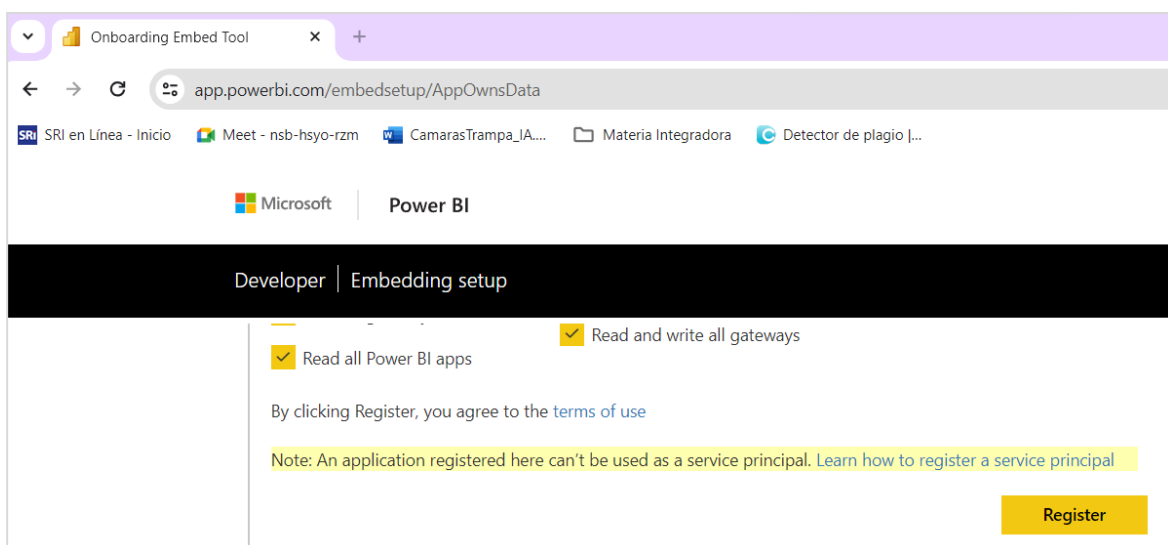 Onboarding Embed Tool
app.powerbi.com/embedsetup/AppOwnsData
SRI SRI en Línea - Inicio Meet - nsb-hsyo-rzm CamarasTrampa_IA.... Materia Integradora Detector de plagio |...
Microsoft Power BI
Developer Embedding setup
Read and write all gateways
Read all Power BI apps
By clicking Register, you agree to the terms of use
Note: An application registered here can't be used as a service principal. Learn how to register a service principal
Register